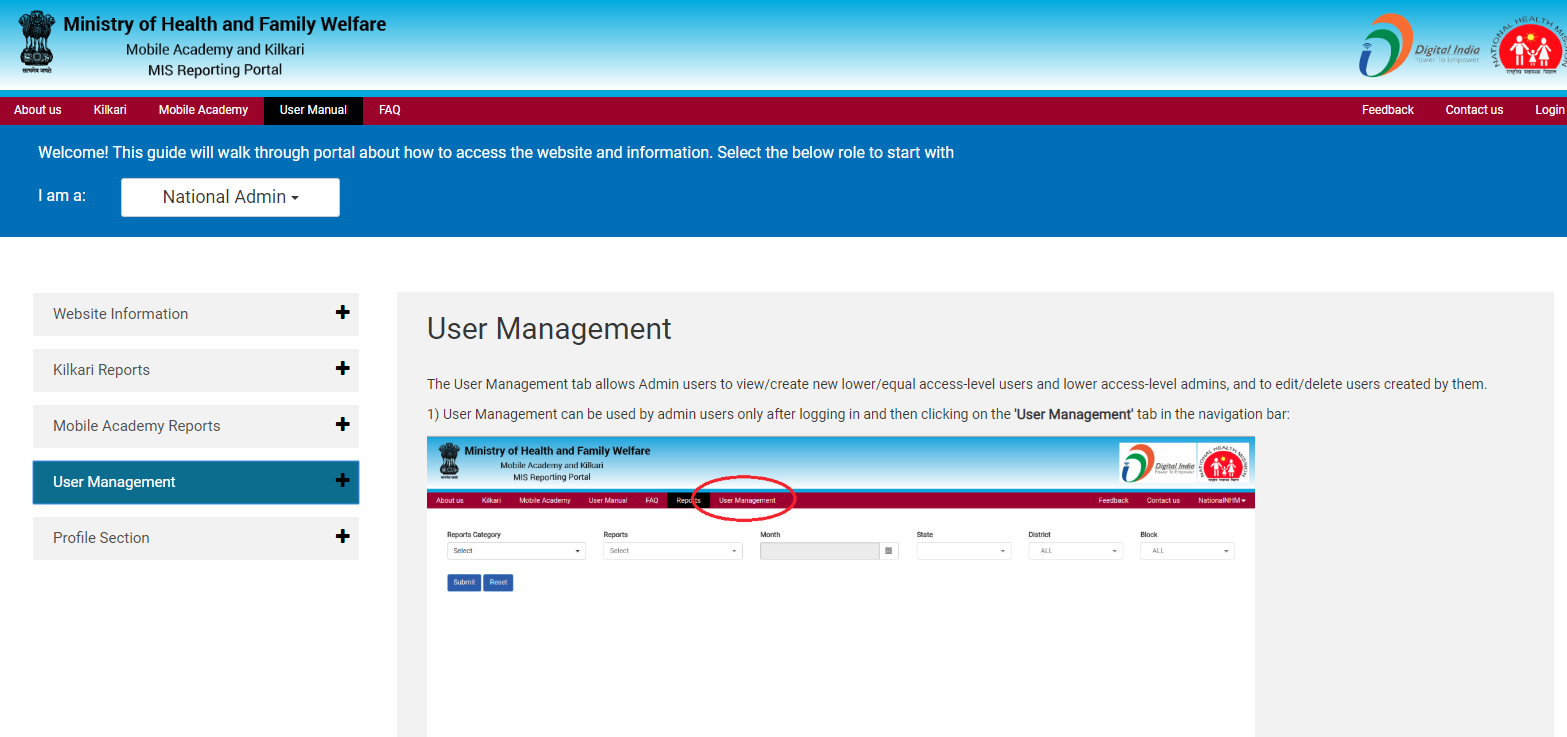 Ministry of Health and Family Welfare
Mobile Academy and Kilkari
MIS Reporting Portal
सत्यमेव जयते
Digital India
Power To Empower
NATIONAL HEALTH MISSION
राष्ट्रीय स्वास्थ्य मिशन
About us Kilkari Mobile Academy User Manual FAQ Feedback Contact us Login
Welcome! This guide will walk through portal about how to access the website and information. Select the below role to start with
I am a: National Admin
Website Information
Kilkari Reports
Mobile Academy Reports
User Management
Profile Section
User Management
The User Management tab allows Admin users to view/create new lower/equal access-level users and lower access-level admins, and to edit/delete users created by them.
1) User Management can be used by admin users only after logging in and then clicking on the 'User Management' tab in the navigation bar:
Ministry of Health and Family Welfare
Mobile Academy and Kilkari
MIS Reporting Portal
Digital India
Power To Empower
NATIONAL HEALTH MISSION
About us Kilkari Mobile Academy User Manual FAQ Reports User Management Feedback Contact us NationalNHM
Reports Category Reports Month State District Block
Select Select ALL ALL
Submit Reset